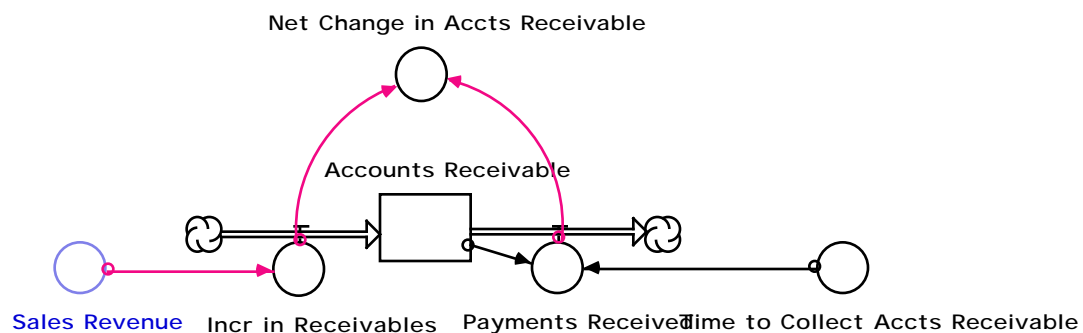 Net Change in Accts Receivable
Accounts Receivable
Sales Revenue
Incr in Receivables
Payments Received
Time to Collect Accts Receivable